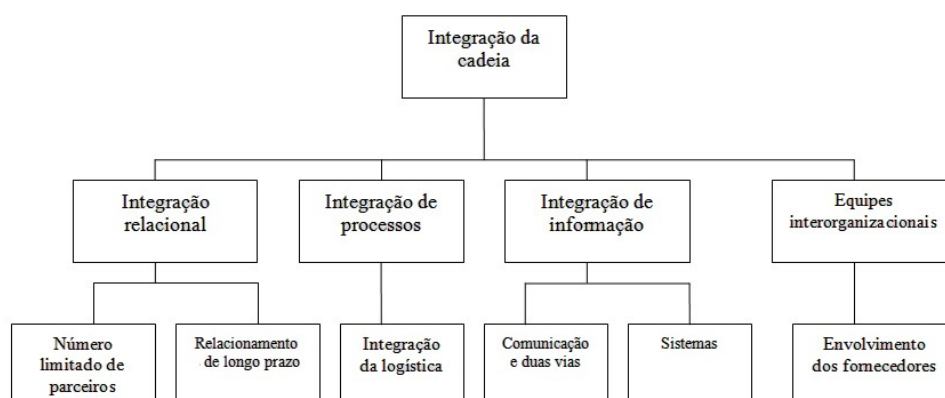 Integração da
cadeia
Integração
relacional
Integração de
processos
Integração de
informação
Equipes
interorganizacionais
Número
limitado de
parceiros
Relacionamento
de longo prazo
Integração
da logística
Comunicação
e duas vias
Sistemas
Envolvimento
dos fornecedores